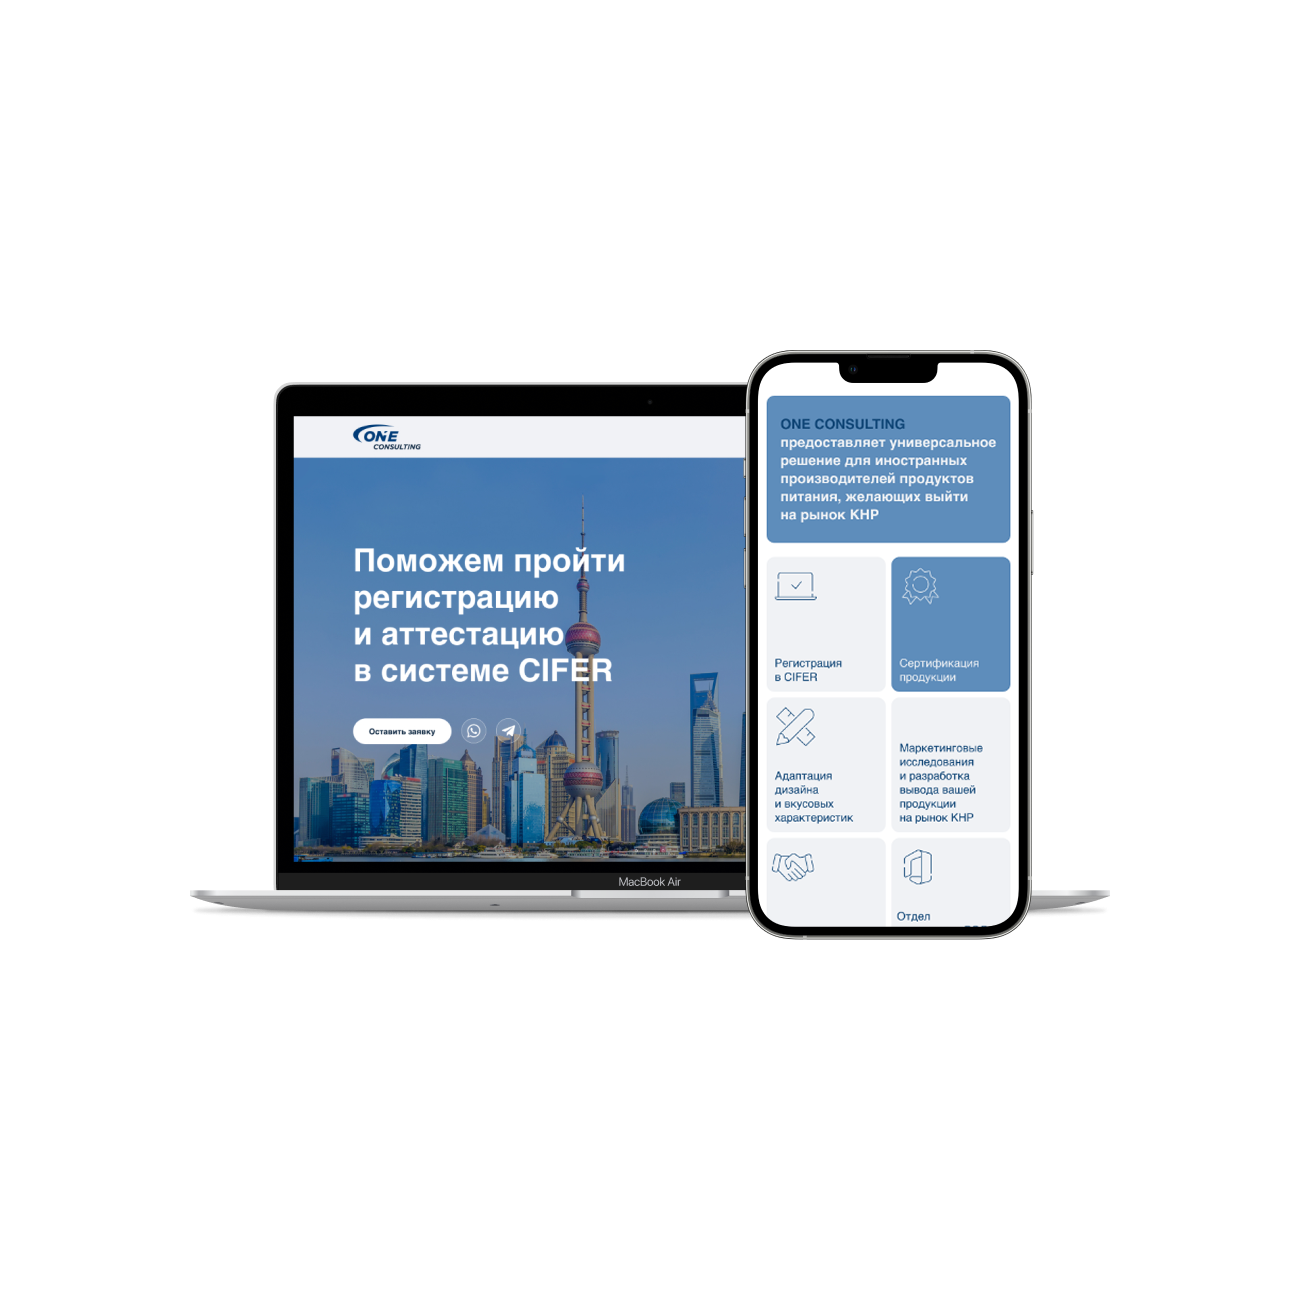 ONE
CONSULTING
Поможем пройти
регистрацию
и аттестацию
в системе CIFER
Оставить заявку
MacBook Air
ONE CONSULTING
предоставляет универсальное
решение для иностранных
производителей продуктов
питания, желающих выйти
на рынок КНР
Регистрация
в CIFER
Сертификация
продукции
Адаптация
дизайна
и вкусовых
характеристик
Маркетинговые
исследования
и разработка
вывода вашей
продукции
на рынок КНР
Отдел